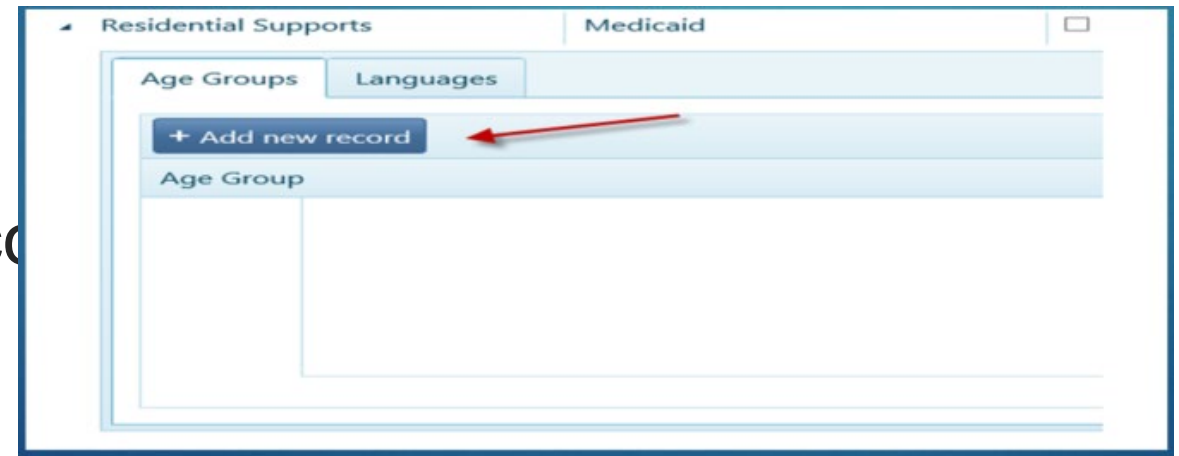 Residential Supports Medicaid
Age Groups Languages
+ Add new record
Age Group